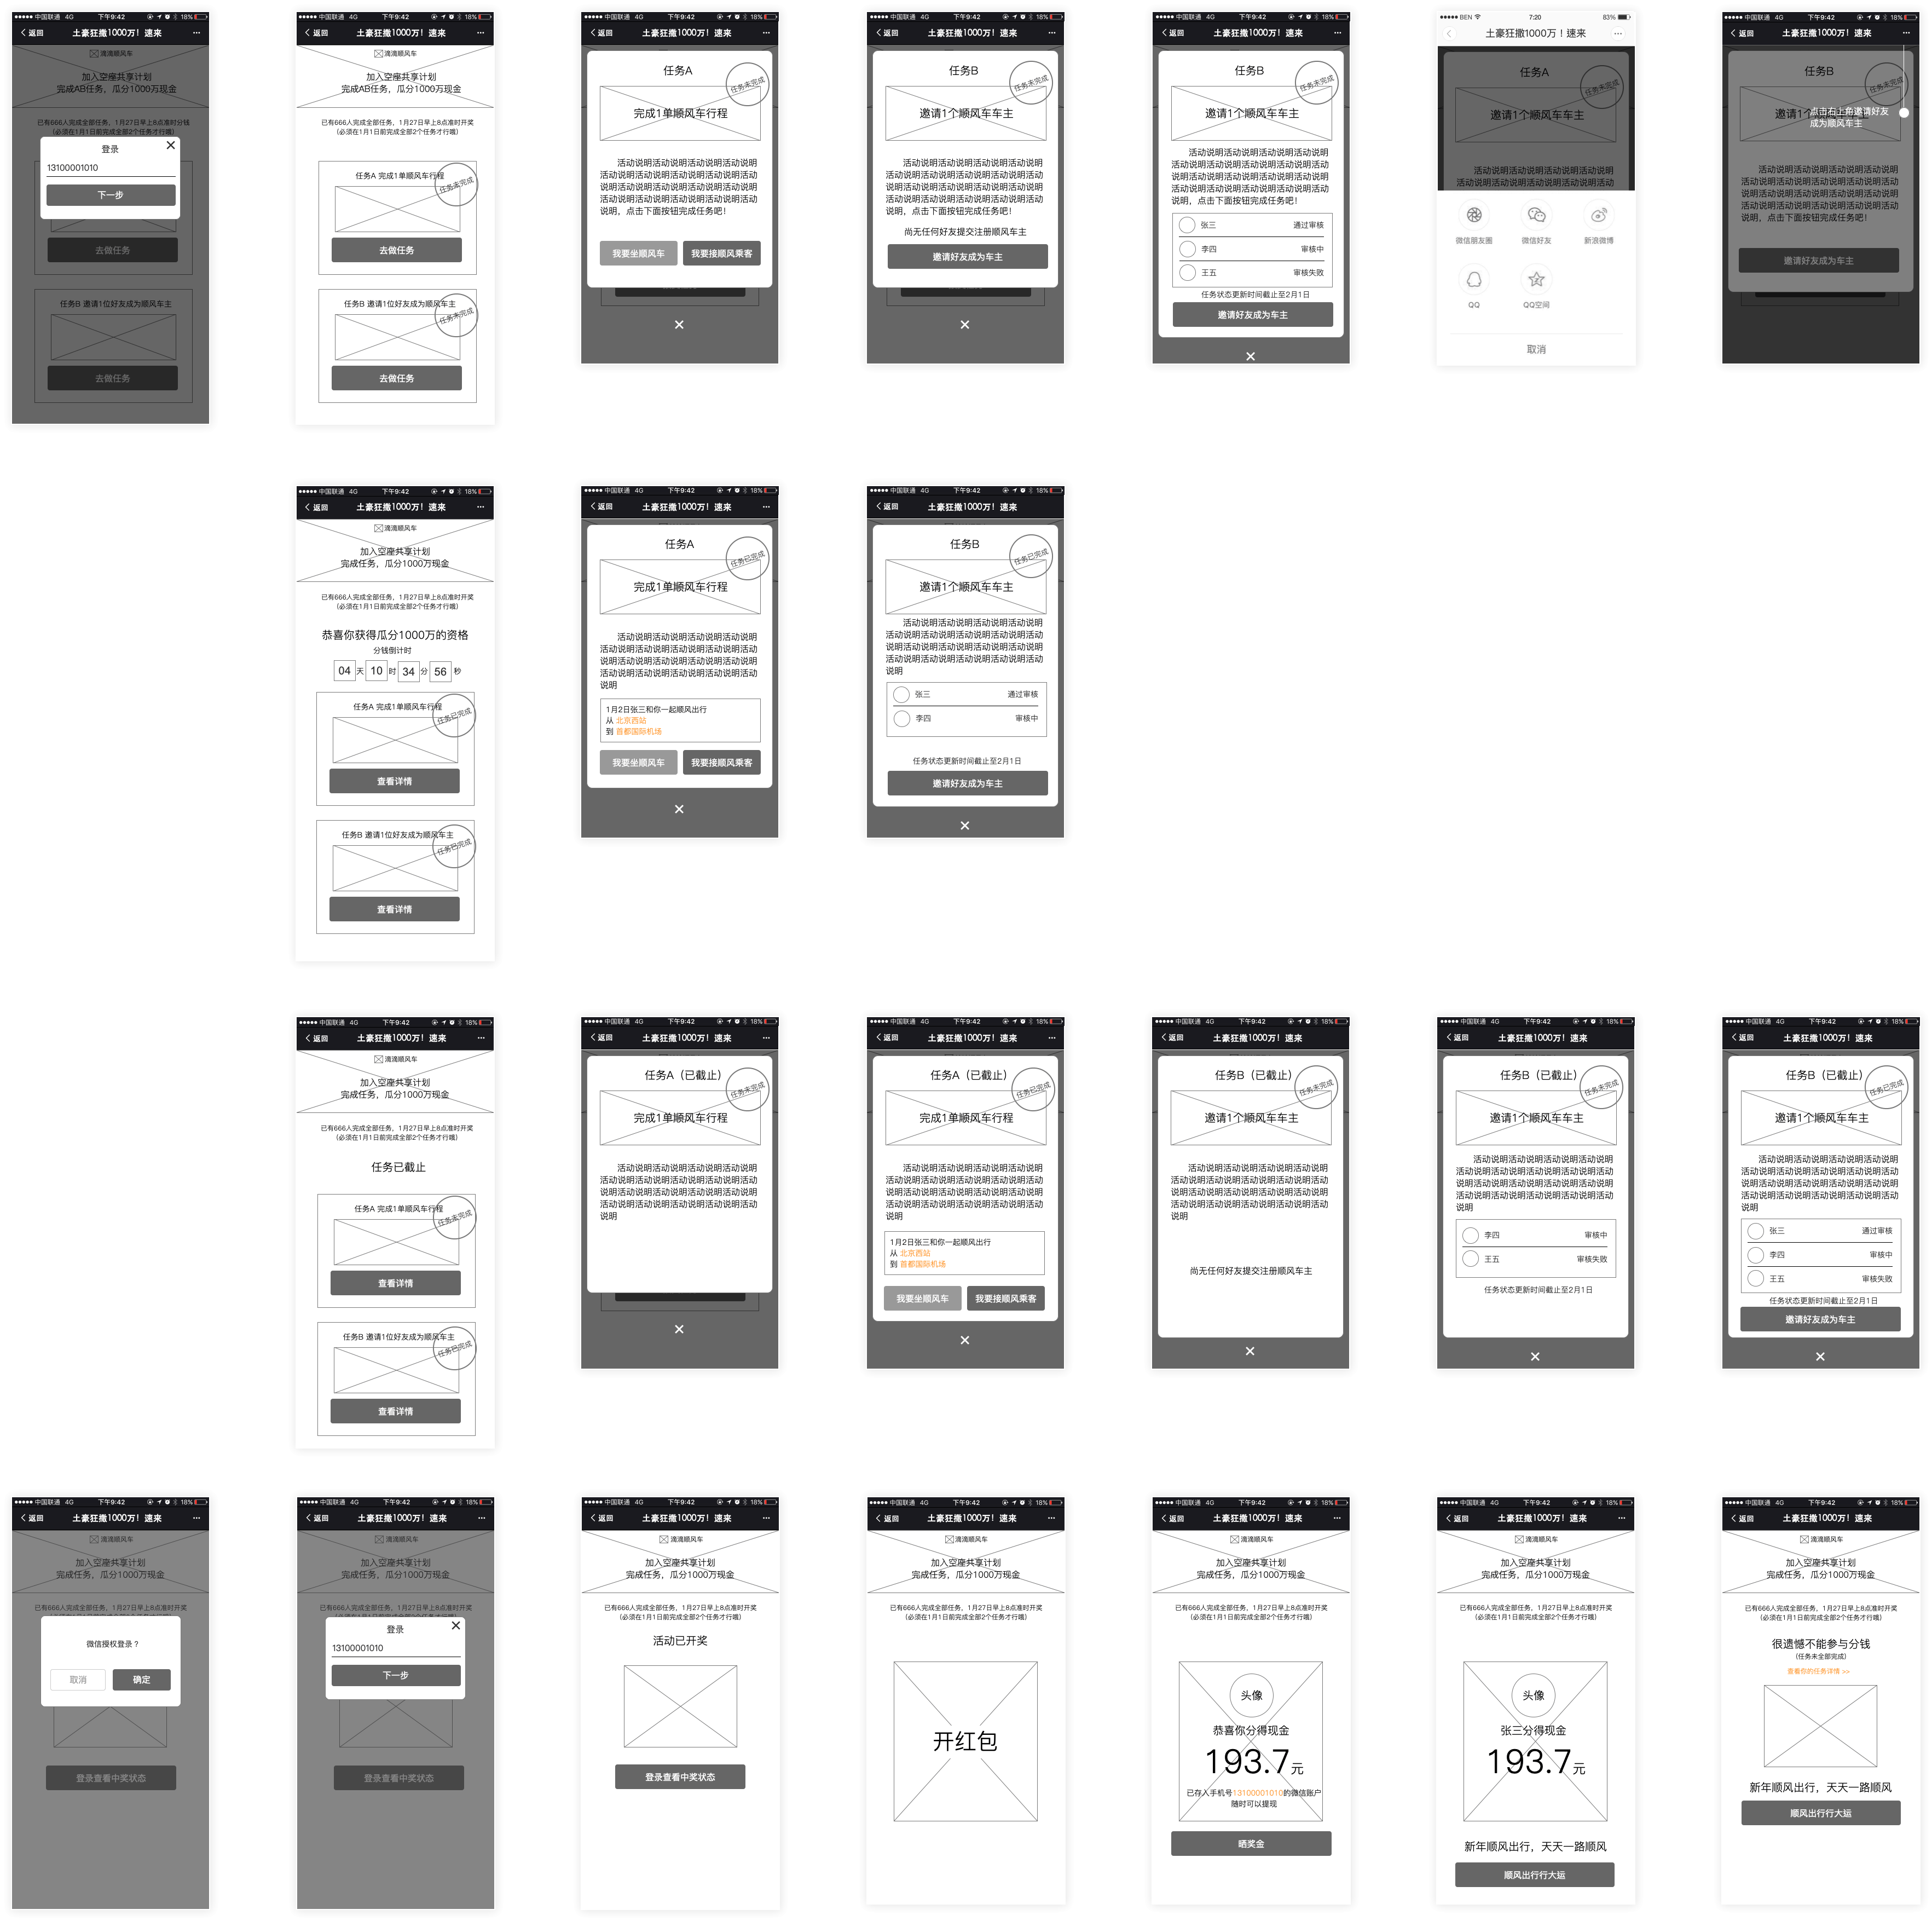 中国联通 4G 下午9:42 18%
返回 土豪狂撒1000万！速来
滴滴顺风车
加入空座共享计划
完成AB任务，瓜分1000万现金
已有666人完成全部任务，1月27日早上8点准时分钱
(必须在1月1日前完成全部2个任务才行哦)
登录
13100001010
下一步
去做任务
任务B 邀请1位好友成为顺风车主
去做任务
中国联通 4G 下午9:42 18%
返回 土豪狂撒1000万！速来
滴滴顺风车
加入空座共享计划
完成AB任务，瓜分1000万现金
已有666人完成全部任务，1月27日早上8点准时开奖
(必须在1月1日前完成全部2个任务才行哦)
任务A 完成1单顺风车行程
任务未完成
去做任务
任务B 邀请1位好友成为顺风车主
任务未完成
去做任务
中国联通 4G 下午9:42 18%
返回 土豪狂撒1000万！速来
任务A
任务未完成
完成1单顺风车行程
活动说明活动说明活动说明活动说明
活动说明活动说明活动说明活动说明活动
说明活动说明活动说明活动说明活动说明
活动说明活动说明活动说明活动说明活动
说明，点击下面按钮完成任务吧！
我要坐顺风车 我要接顺风乘客
中国联通 4G 下午9:42 18%
返回 土豪狂撒1000万！速来
任务B
任务未完成
邀请1个顺风车车主
活动说明活动说明活动说明活动说明
活动说明活动说明活动说明活动说明活动
说明活动说明活动说明活动说明活动说明
活动说明活动说明活动说明活动说明活动
说明，点击下面按钮完成任务吧！
尚无任何好友提交注册顺风车主
邀请好友成为车主
中国联通 4G 下午9:42 18%
返回 土豪狂撒1000万！速来
任务B
任务未完成
邀请1个顺风车车主
活动说明活动说明活动说明活动说明
活动说明活动说明活动说明活动说明活动
说明活动说明活动说明活动说明活动说明
活动说明活动说明活动说明活动说明活动
说明，点击下面按钮完成任务吧！
张三 通过审核
李四 审核中
王五 审核失败
任务状态更新时间截止至2月1日
邀请好友成为车主
BEN 7:20 83%
土豪狂撒1000万！速来
任务A
任务未完成
邀请1个顺风车车主
活动说明活动说明活动说明活动说明
活动说明活动说明活动说明活动说明活动
微信朋友圈 微信好友 新浪微博
QQ QQ空间
取消
中国联通 4G 下午9:42 18%
返回 土豪狂撒1000万！速来
任务B
任务未完成
邀请1个顺风车车主
点击右上角邀请好友
成为顺风车主
活动说明活动说明活动说明活动说明
活动说明活动说明活动说明活动说明活动
说明活动说明活动说明活动说明活动说明
活动说明活动说明活动说明活动说明活动
说明，点击下面按钮完成任务吧！
邀请好友成为车主
中国联通 4G 下午9:42 18%
返回 土豪狂撒1000万！速来
滴滴顺风车
加入空座共享计划
完成任务，瓜分1000万现金
已有666人完成全部任务，1月27日早上8点准时开奖
(必须在1月1日前完成全部2个任务才行哦)
恭喜你获得瓜分1000万的资格
分钱倒计时
04 天 10 时 34 分 56 秒
任务A 完成1单顺风车行程
任务已完成
查看详情
任务B 邀请1位好友成为顺风车主
任务已完成
查看详情
中国联通 4G 下午9:42 18%
返回 土豪狂撒1000万！速来
任务A
任务已完成
完成1单顺风车行程
活动说明活动说明活动说明活动说明
活动说明活动说明活动说明活动说明活动
说明活动说明活动说明活动说明活动说明
活动说明活动说明活动说明活动说明活动
说明
1月2日张三和你一起顺风出行
从 北京西站
到 首都国际机场
我要坐顺风车 我要接顺风乘客
中国联通 4G 下午9:42 18%
返回 土豪狂撒1000万！速来
任务B
任务已完成
邀请1个顺风车车主
活动说明活动说明活动说明活动说明
活动说明活动说明活动说明活动说明活动
说明活动说明活动说明活动说明活动说明
活动说明活动说明活动说明活动说明活动
说明
张三 通过审核
李四 审核中
任务状态更新时间截止至2月1日
邀请好友成为车主
中国联通 4G 下午9:42 18%
返回 土豪狂撒1000万！速来
滴滴顺风车
加入空座共享计划
完成任务，瓜分1000万现金
已有666人完成全部任务，1月27日早上8点准时开奖
(必须在1月1日前完成全部2个任务才行哦)
任务已截止
任务A 完成1单顺风车行程
任务未完成
查看详情
任务B 邀请1位好友成为顺风车主
任务已完成
查看详情
中国联通 4G 下午9:42 18%
返回 土豪狂撒1000万！速来
任务A（已截止）
任务未完成
完成1单顺风车行程
活动说明活动说明活动说明活动说明
活动说明活动说明活动说明活动说明活动
说明活动说明活动说明活动说明活动说明
活动说明活动说明活动说明活动说明活动
说明
中国联通 4G 下午9:42 18%
返回 土豪狂撒1000万！速来
任务A（已截止）
任务已完成
完成1单顺风车行程
活动说明活动说明活动说明活动说明
活动说明活动说明活动说明活动说明活动
说明活动说明活动说明活动说明活动说明
活动说明活动说明活动说明活动说明活动
说明
1月2日张三和你一起顺风出行
从 北京西站
到 首都国际机场
我要坐顺风车 我要接顺风乘客
中国联通 4G 下午9:42 18%
返回 土豪狂撒1000万！速来
任务B（已截止）
任务未完成
邀请1个顺风车车主
活动说明活动说明活动说明活动说明
活动说明活动说明活动说明活动说明活动
说明活动说明活动说明活动说明活动说明
活动说明活动说明活动说明活动说明活动
说明
尚无任何好友提交注册顺风车主
中国联通 4G 下午9:42 18%
返回 土豪狂撒1000万！速来
任务B（已截止）
任务未完成
邀请1个顺风车车主
活动说明活动说明活动说明活动说明
活动说明活动说明活动说明活动说明活动
说明活动说明活动说明活动说明活动说明
活动说明活动说明活动说明活动说明活动
说明
李四 审核中
王五 审核失败
任务状态更新时间截止至2月1日
中国联通 4G 下午9:42 18%
返回 土豪狂撒1000万！速来
任务B（已截止）
任务已完成
邀请1个顺风车车主
活动说明活动说明活动说明活动说明
活动说明活动说明活动说明活动说明活动
说明活动说明活动说明活动说明活动说明
活动说明活动说明活动说明活动说明活动
说明
张三 通过审核
李四 审核中
王五 审核失败
任务状态更新时间截止至2月1日
邀请好友成为车主
中国联通 4G 下午9:42 18%
返回 土豪狂撒1000万！速来
滴滴顺风车
加入空座共享计划
完成任务，瓜分1000万现金
已有666人完成全部任务，1月27日早上8点准时开奖
微信授权登录？
取消 确定
登录查看中奖状态
中国联通 4G 下午9:42 18%
返回 土豪狂撒1000万！速来
滴滴顺风车
加入空座共享计划
完成任务，瓜分1000万现金
已有666人完成全部任务，1月27日早上8点准时开奖
登录
13100001010
下一步
登录查看中奖状态
中国联通 4G 下午9:42 18%
返回 土豪狂撒1000万！速来
滴滴顺风车
加入空座共享计划
完成任务，瓜分1000万现金
已有666人完成全部任务，1月27日早上8点准时开奖
(必须在1月1日前完成全部2个任务才行哦)
活动已开奖
登录查看中奖状态
中国联通 4G 下午9:42 18%
返回 土豪狂撒1000万！速来
滴滴顺风车
加入空座共享计划
完成任务，瓜分1000万现金
已有666人完成全部任务，1月27日早上8点准时开奖
(必须在1月1日前完成全部2个任务才行哦)
开红包
中国联通 4G 下午9:42 18%
返回 土豪狂撒1000万！速来
滴滴顺风车
加入空座共享计划
完成任务，瓜分1000万现金
已有666人完成全部任务，1月27日早上8点准时开奖
(必须在1月1日前完成全部2个任务才行哦)
头像
恭喜你分得现金
193.7元
已存入手机号13100001010的微信账户
随时可以提现
晒奖金
中国联通 4G 下午9:42 18%
返回 土豪狂撒1000万！速来
滴滴顺风车
加入空座共享计划
完成任务，瓜分1000万现金
已有666人完成全部任务，1月27日早上8点准时开奖
(必须在1月1日前完成全部2个任务才行哦)
头像
张三分得现金
193.7元
新年顺风出行，天天一路顺风
顺风出行行大运
中国联通 4G 下午9:42 18%
返回 土豪狂撒1000万！速来
滴滴顺风车
加入空座共享计划
完成任务，瓜分1000万现金
已有666人完成全部任务，1月27日早上8点准时开奖
(必须在1月1日前完成全部2个任务才行哦)
很遗憾不能参与分钱
(任务未全部完成)
查看你的任务详情 >>
新年顺风出行，天天一路顺风
顺风出行行大运